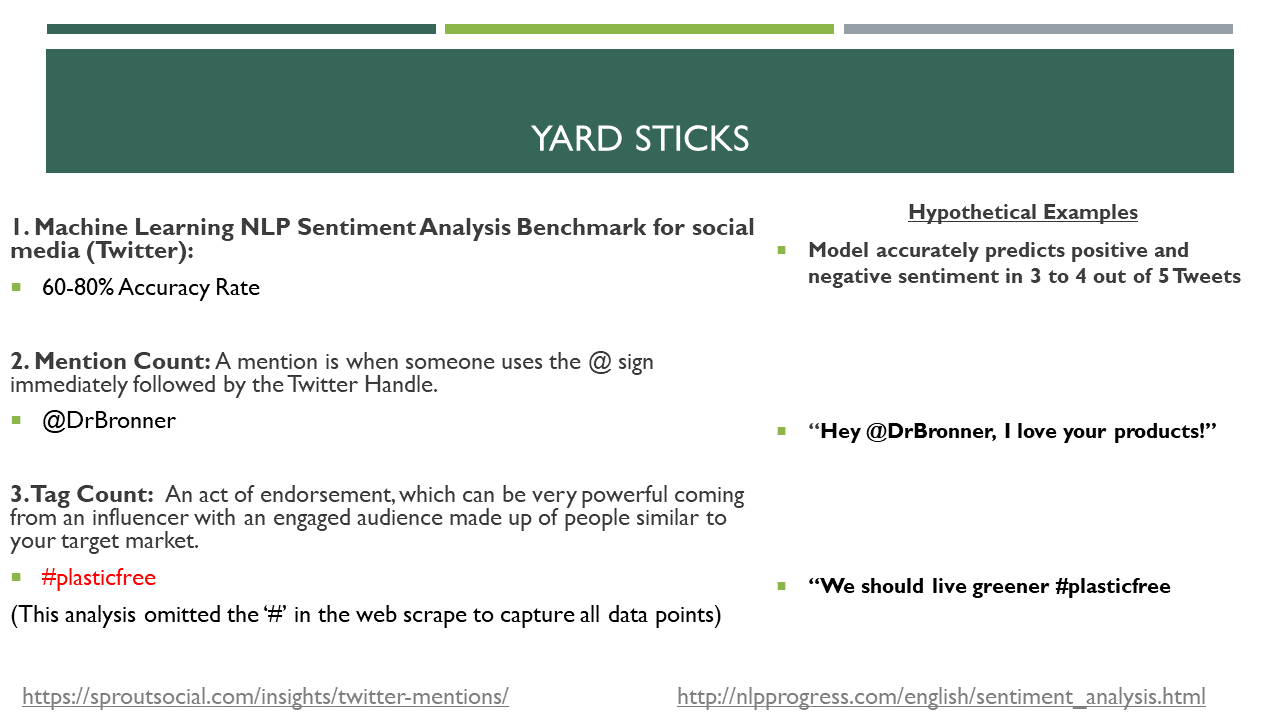 YARD STICKS
1. Machine Learning NLP Sentiment Analysis Benchmark for social
media (Twitter):
60-80% Accuracy Rate
2. Mention Count: A mention is when someone uses the @ sign
immediately followed by the Twitter Handle.
@DrBronner
3. Tag Count: An act of endorsement, which can be very powerful coming
from an influencer with an engaged audience made up of people similar to
your target market.
#plasticfree
(This analysis omitted the ‘#’ in the web scrape to capture all data points)
Hypothetical Examples
Model accurately predicts positive and
negative sentiment in 3 to 4 out of 5 Tweets
“Hey @DrBronner, I love your products!”
“We should live greener #plasticfree
https://sproutsocial.com/insights/twitter-mentions/
http://nlpprogress.com/english/sentiment_analysis.html